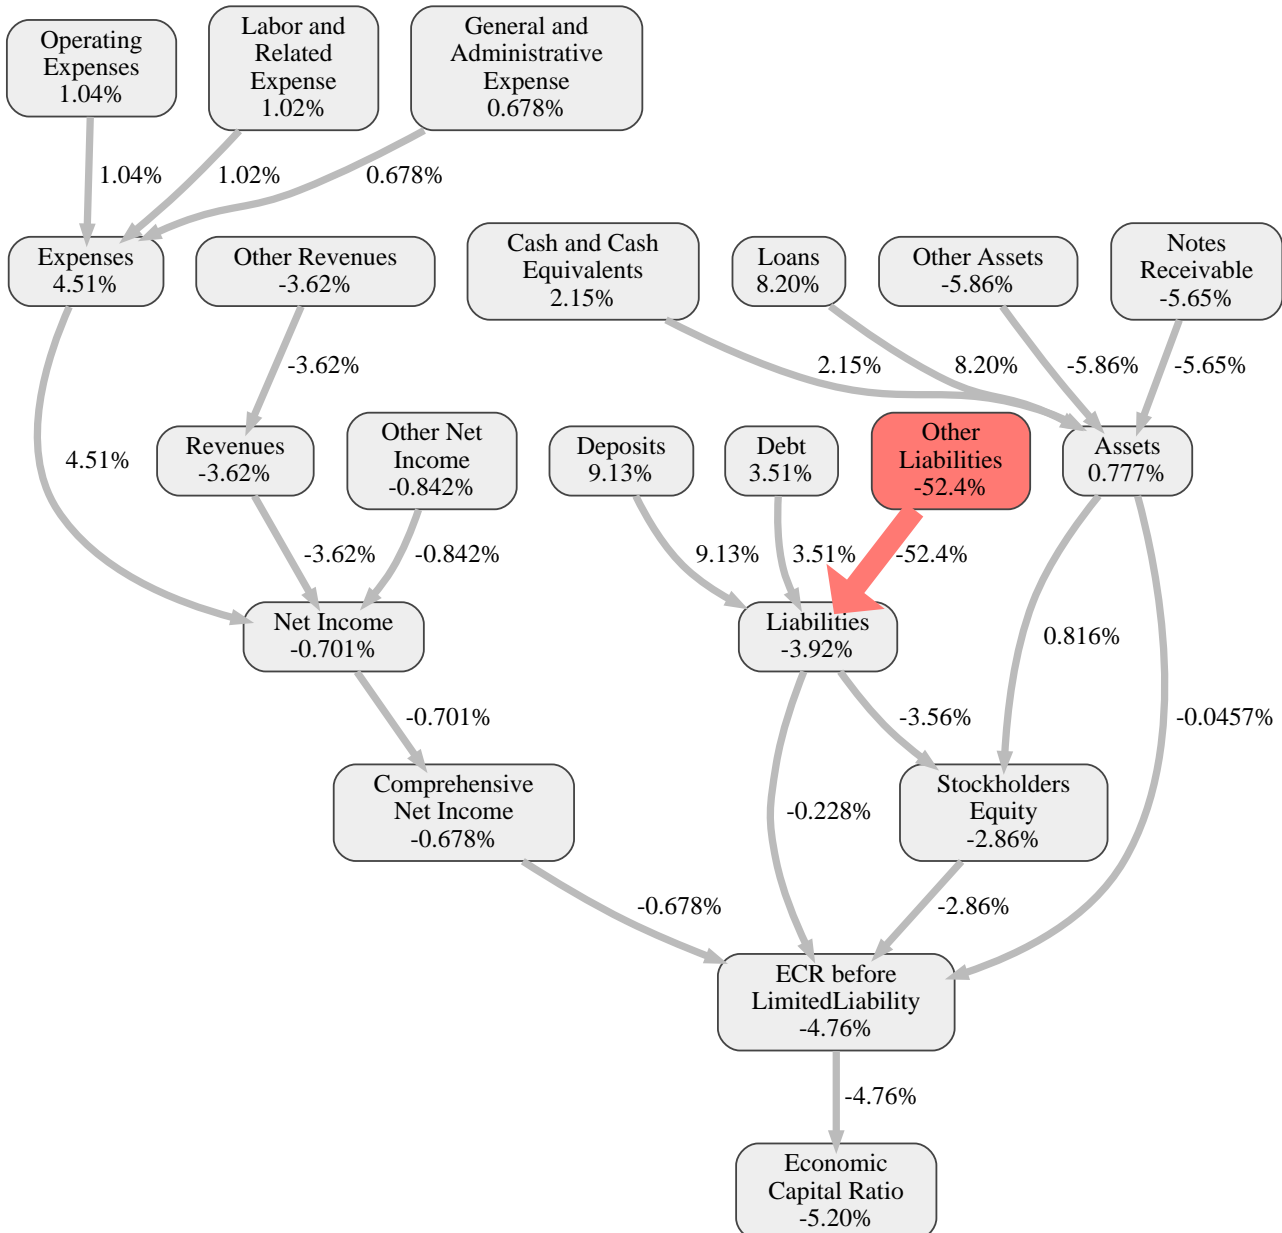 Operating
Expenses
1.04%
Labor and
Related
Expense
1.02%
General and
Administrative
Expense
0.678%
1.04%
1.02%
0.678%
Expenses
4.51%
Other Revenues
-3.62%
Cash and Cash
Equivalents
2.15%
Loans
8.20%
Other Assets
-5.86%
Notes
Receivable
-5.65%
-3.62%
2.15%
8.20%
-5.86%
-5.65%
4.51%
Revenues
-3.62%
Other Net
Income
-0.842%
Deposits
9.13%
Debt
3.51%
Other
Liabilities
-52.4%
Assets
0.777%
-3.62%
-0.842%
9.13%
3.51%
-52.4%
Net Income
-0.701%
Liabilities
-3.92%
0.816%
-0.701%
-3.56%
-0.0457%
Comprehensive
Net Income
-0.678%
-0.228%
Stockholders
Equity
-2.86%
-0.678%
-2.86%
ECR before
LimitedLiability
-4.76%
-4.76%
Economic
Capital Ratio
-5.20%